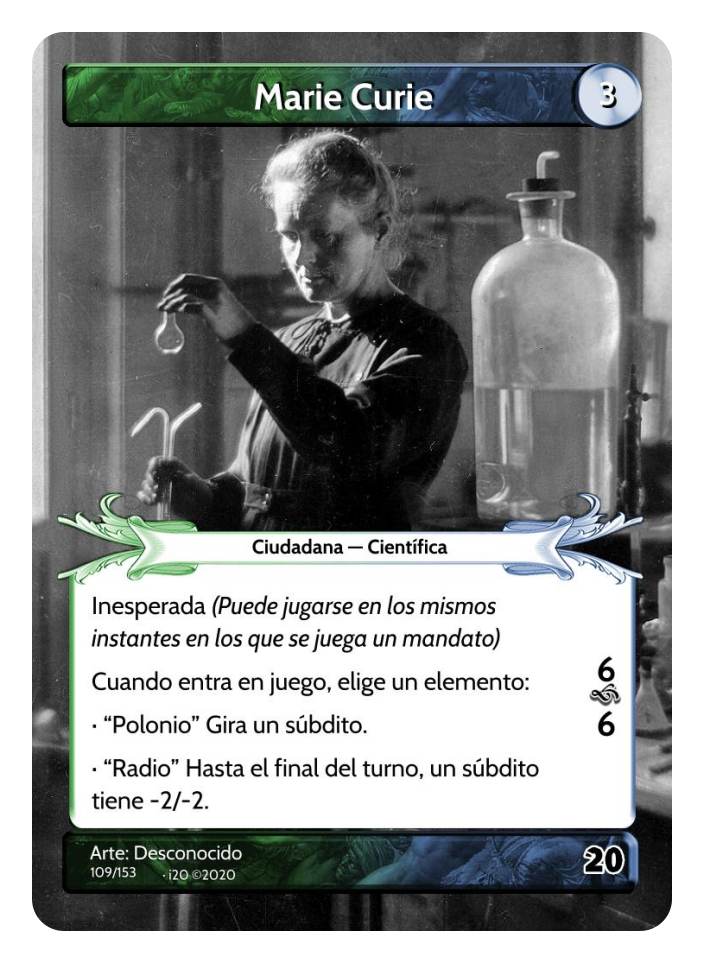 Marie Curie
3
Ciudadana — Científica
Inesperada (Puede jugarse en los mismos
instantes en los que se juega un mandato)
Cuando entra en juego, elige un elemento:
· “Polonio” Gira un súbdito.
· “Radio” Hasta el final del turno, un súbdito
tiene -2/-2.
6
6
Arte: Desconocido
109/153 · i20 ©2020
20